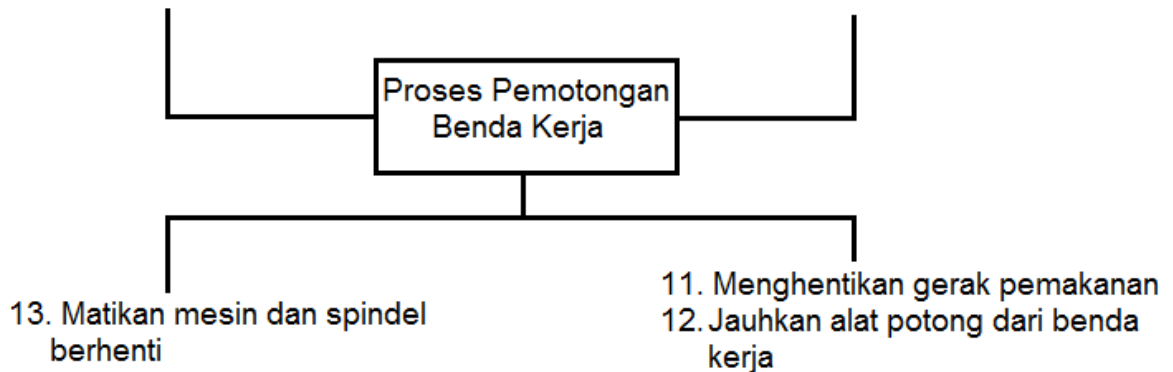 Proses Pemotongan
Benda Kerja
13. Matikan mesin dan spindel
berhenti
11. Menghentikan gerak pemakanan
12. Jauhkan alat potong dari benda
kerja